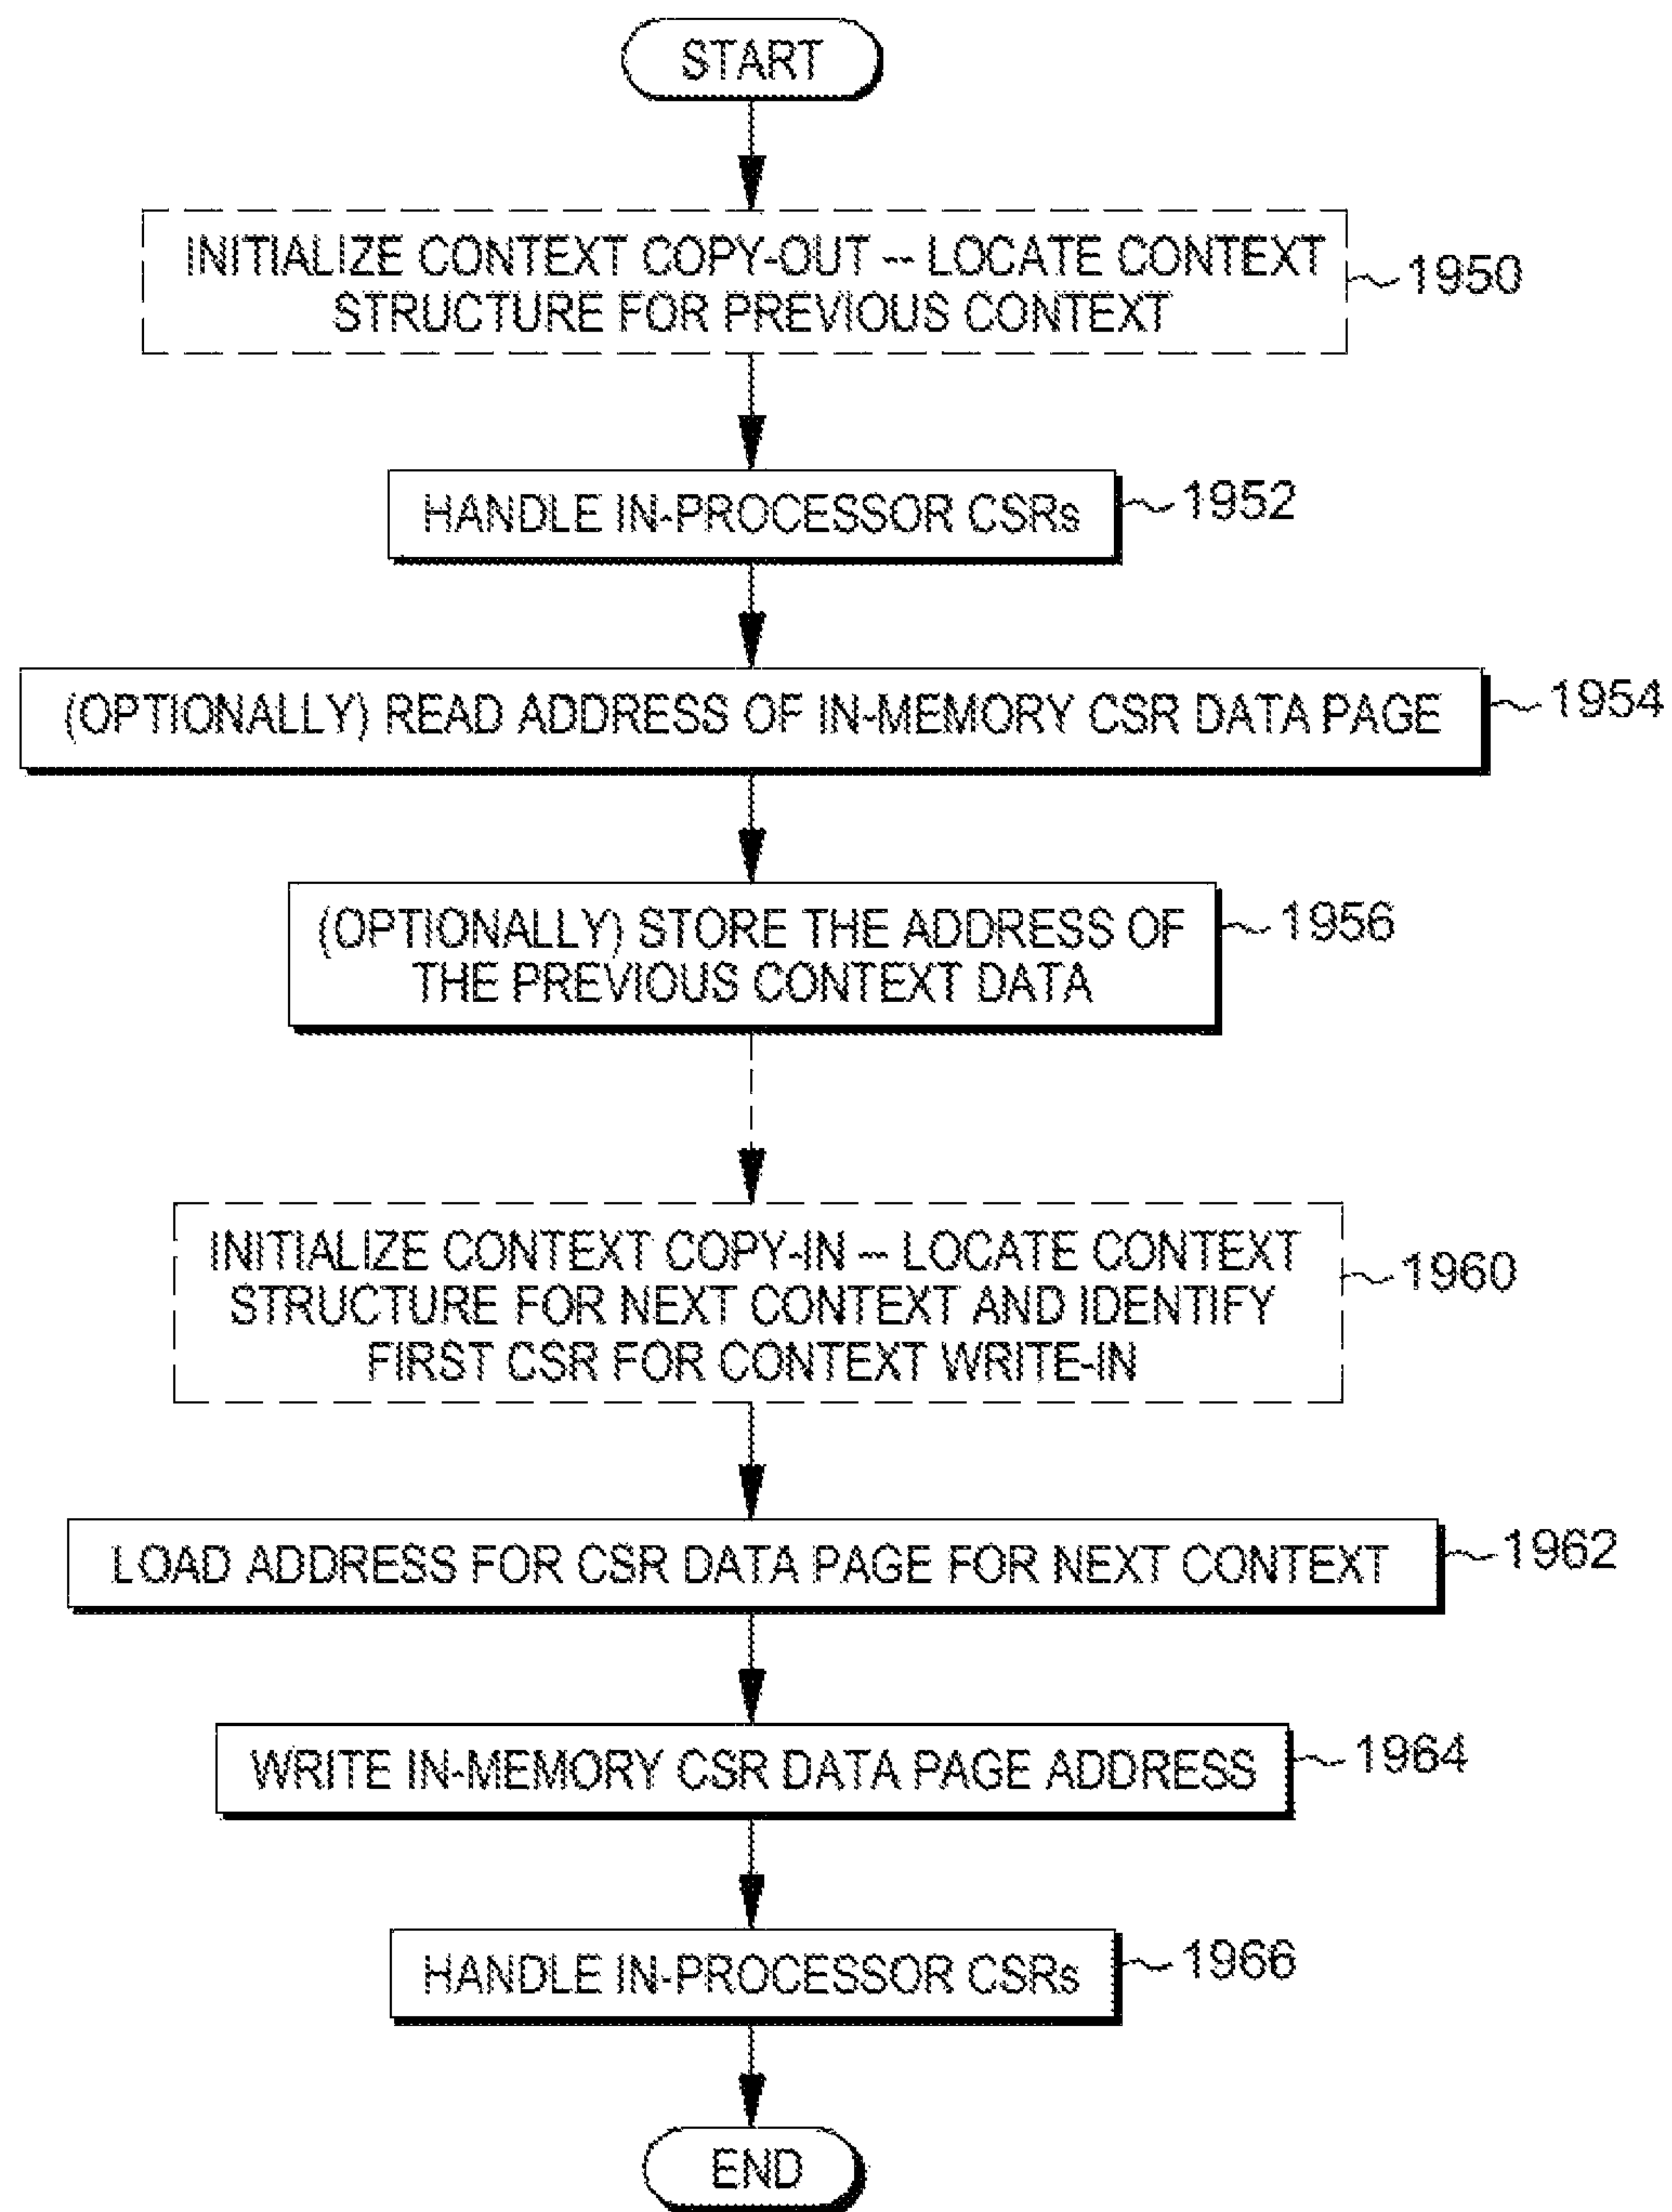 START
INITIALIZE CONTEXT COPY-OUT -- LOCATE CONTEXT
STRUCTURE FOR PREVIOUS CONTEXT
1950
HANDLE IN-PROCESSOR CSRs
1952
(OPTIONALLY) READ ADDRESS OF IN-MEMORY CSR DATA PAGE
1954
(OPTIONALLY) STORE THE ADDRESS OF
THE PREVIOUS CONTEXT DATA
1956
INITIALIZE CONTEXT COPY-IN -- LOCATE CONTEXT
STRUCTURE FOR NEXT CONTEXT AND IDENTIFY
FIRST CSR FOR CONTEXT WRITE-IN
1960
LOAD ADDRESS FOR CSR DATA PAGE FOR NEXT CONTEXT
1962
WRITE IN-MEMORY CSR DATA PAGE ADDRESS
1964
HANDLE IN-PROCESSOR CSRs
1966
END